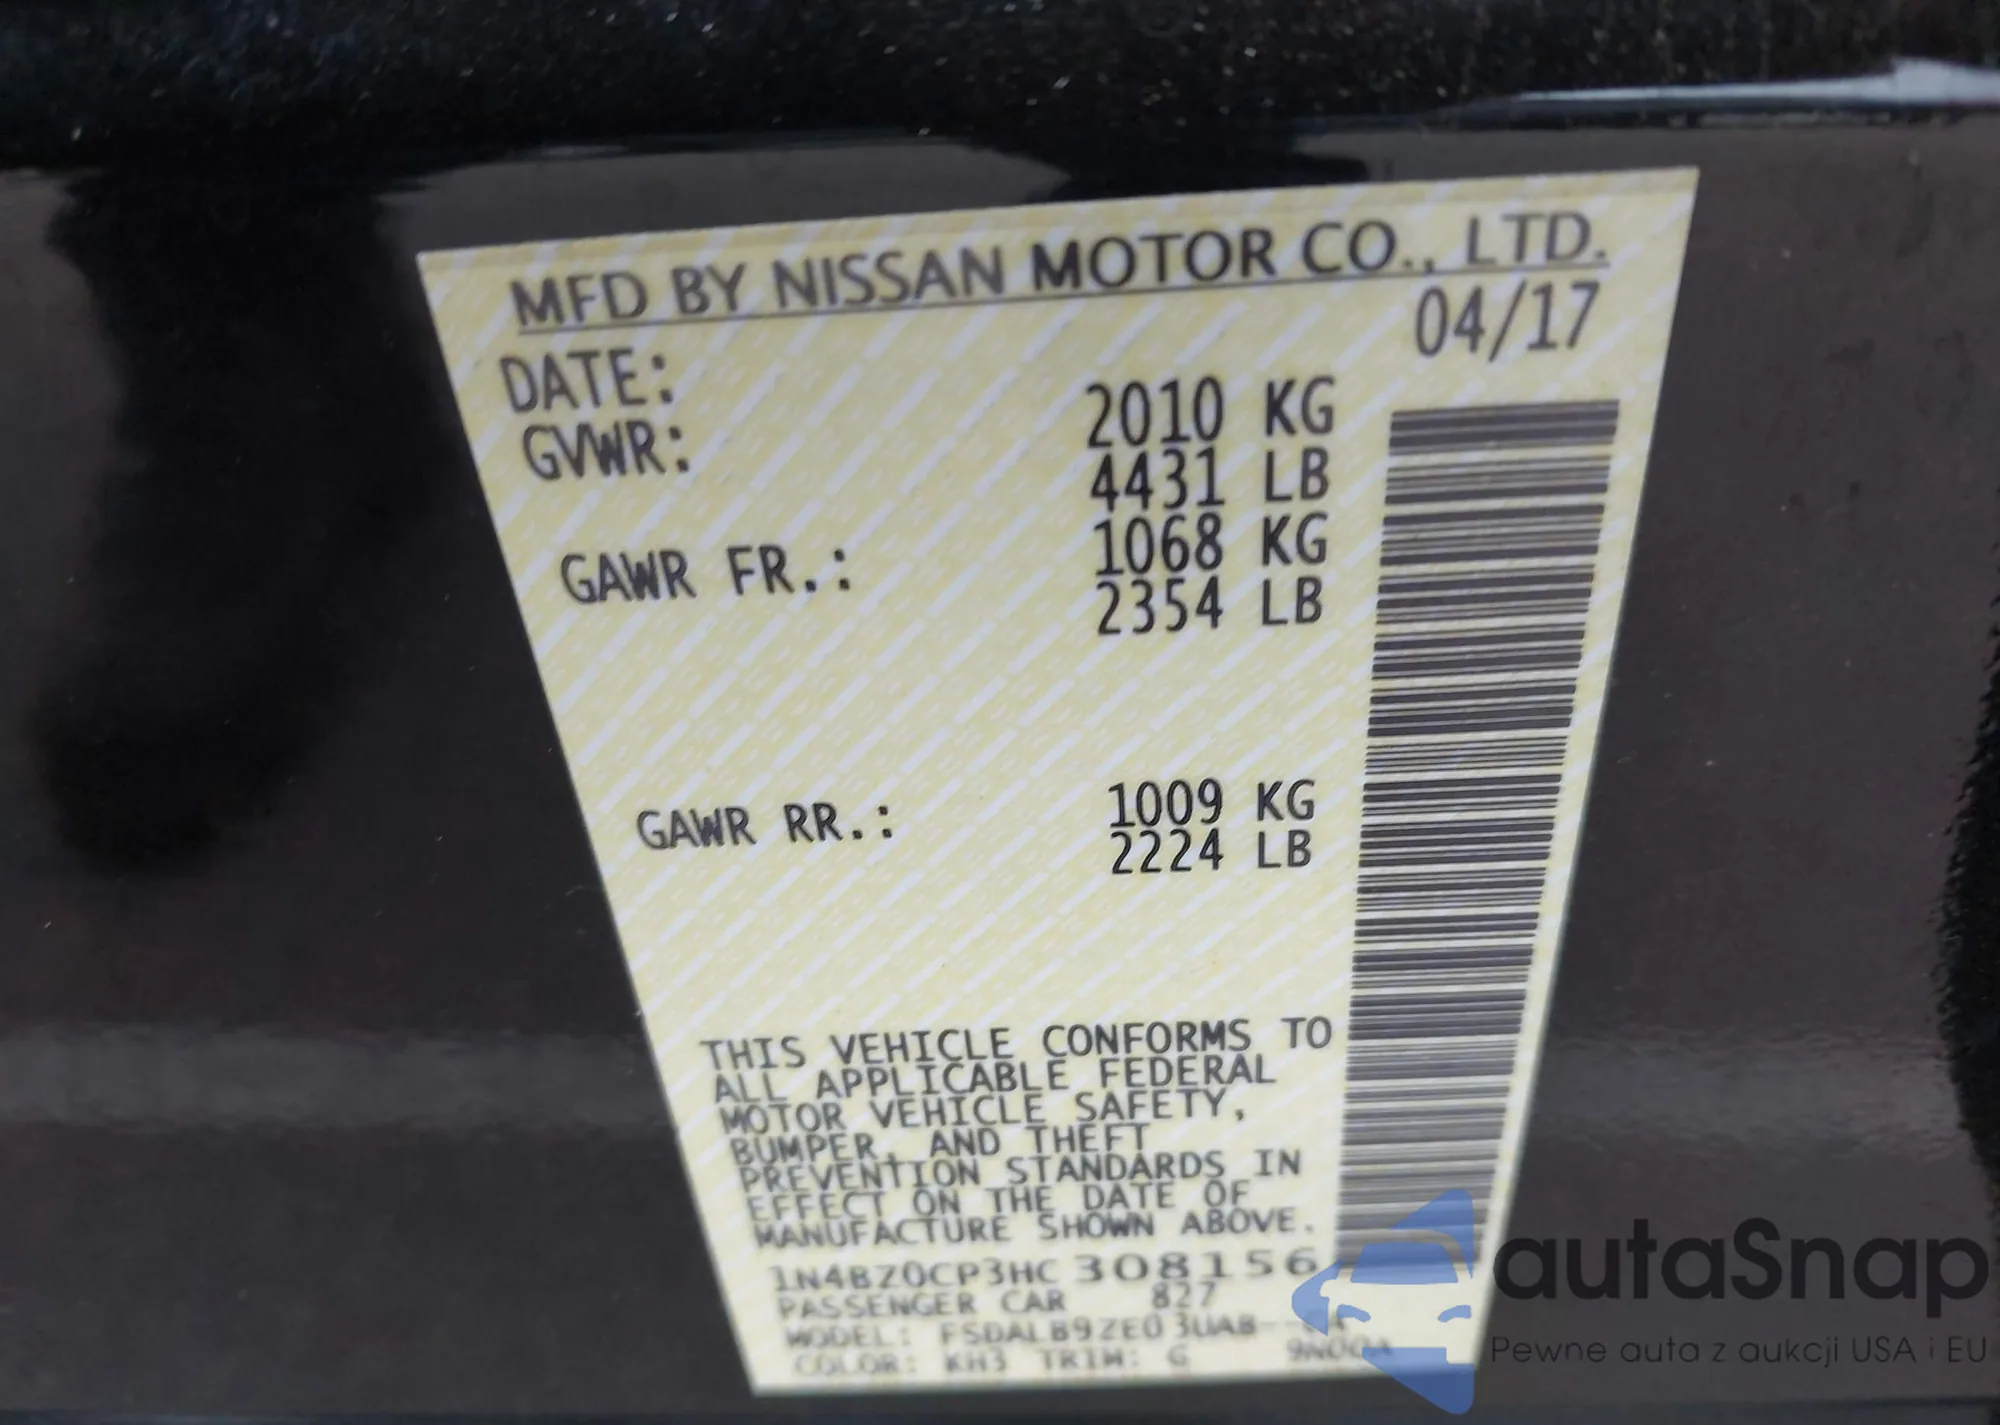 MFD BY NISSAN MOTOR CO., LTD.
DATE: 04/17
GVWR: 2010 KG
4431 LB
GAWR FR.: 1068 KG
2354 LB
GAWR RR.: 1009 KG
2224 LB
THIS VEHICLE CONFORMS TO
ALL APPLICABLE FEDERAL
MOTOR VEHICLE SAFETY,
BUMPER, AND THEFT
PREVENTION STANDARDS IN
EFFECT ON THE DATE OF
MANUFACTURE SHOWN ABOVE.
1N4BZ0CP3HC 308156
PASSENGER CAR 827
MODEL:
COLOR: KH3 TRIM: G
autaSnap
Pewne auta z aukcji USA i EU